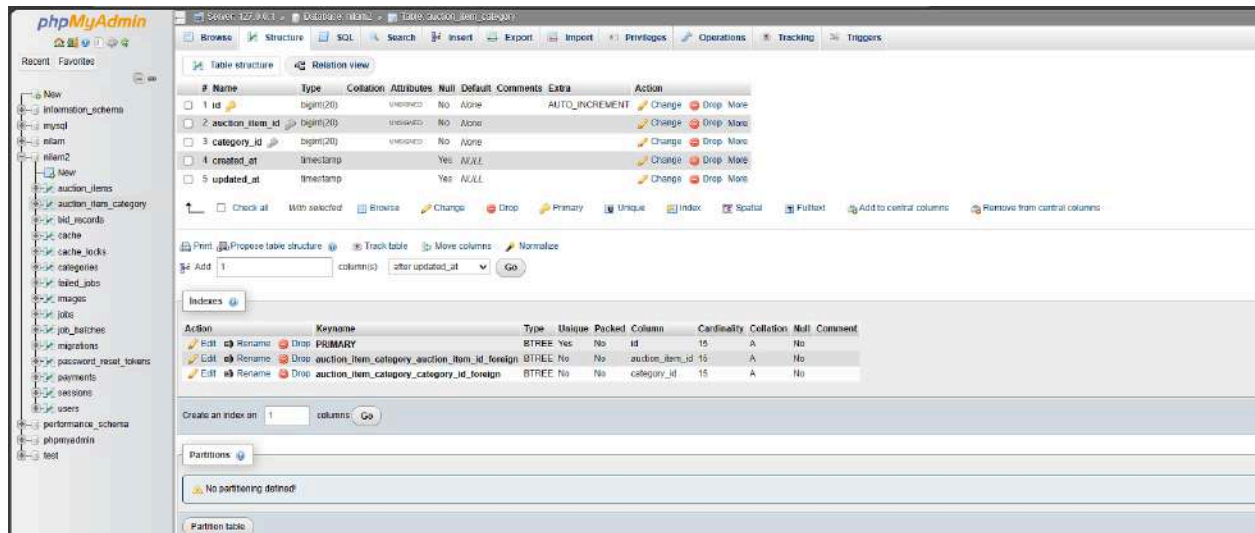 phpMyAdmin
Recent Favorites
New
information_schema
mysql
nilam
nilam2
New
auction_items
auction_item_category
bid_records
cache
cache_locks
categories
failed_jobs
images
jobs
job_batches
migrations
password_reset_tokens
payments
sessions
users
performance_schema
phpmyadmin
test
Server: 127.0.0.1 » Database: nilam2 » Table: auction_item_category
Browse Structure SQL Search Insert Export Import Privileges Operations Tracking Triggers
Table structure Relation view
# Name Type Collation Attributes Null Default Comments Extra Action
1 id bigint(20) UNSIGNED No None AUTO_INCREMENT Change Drop More
2 auction_item_id bigint(20) UNSIGNED No None Change Drop More
3 category_id bigint(20) UNSIGNED No None Change Drop More
4 created_at timestamp Yes NULL Change Drop More
5 updated_at timestamp Yes NULL Change Drop More
Check all With selected: Browse Change Drop Primary Unique Index Spatial Fulltext Add to central columns Remove from central columns
Print Propose table structure Track table Move columns Normalize
Add 1 column(s) after updated_at Go
Indexes
Action Keyname Type Unique Packed Column Cardinality Collation Null Comment
Edit Rename Drop PRIMARY BTREE Yes No id 15 A No
Edit Rename Drop auction_item_category_auction_item_id_foreign BTREE No No auction_item_id 15 A No
Edit Rename Drop auction_item_category_category_id_foreign BTREE No No category_id 15 A No
Create an index on 1 columns Go
Partitions
No partitioning defined!
Partition table